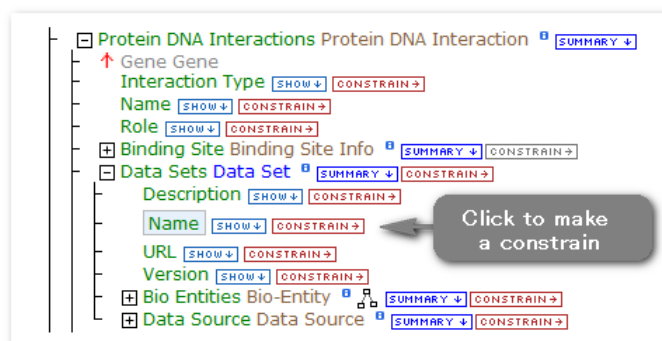 Protein DNA Interactions Protein DNA Interaction SUMMARY
Gene Gene
Interaction Type SHOW CONSTRAIN
Name SHOW CONSTRAIN
Role SHOW CONSTRAIN
Binding Site Binding Site Info SUMMARY CONSTRAIN
Data Sets Data Set SUMMARY CONSTRAIN
Description SHOW CONSTRAIN
Name SHOW CONSTRAIN
Click to make
a constrain
URL SHOW CONSTRAIN
Version SHOW CONSTRAIN
Bio Entities Bio-Entity SUMMARY CONSTRAIN
Data Source Data Source SUMMARY CONSTRAIN